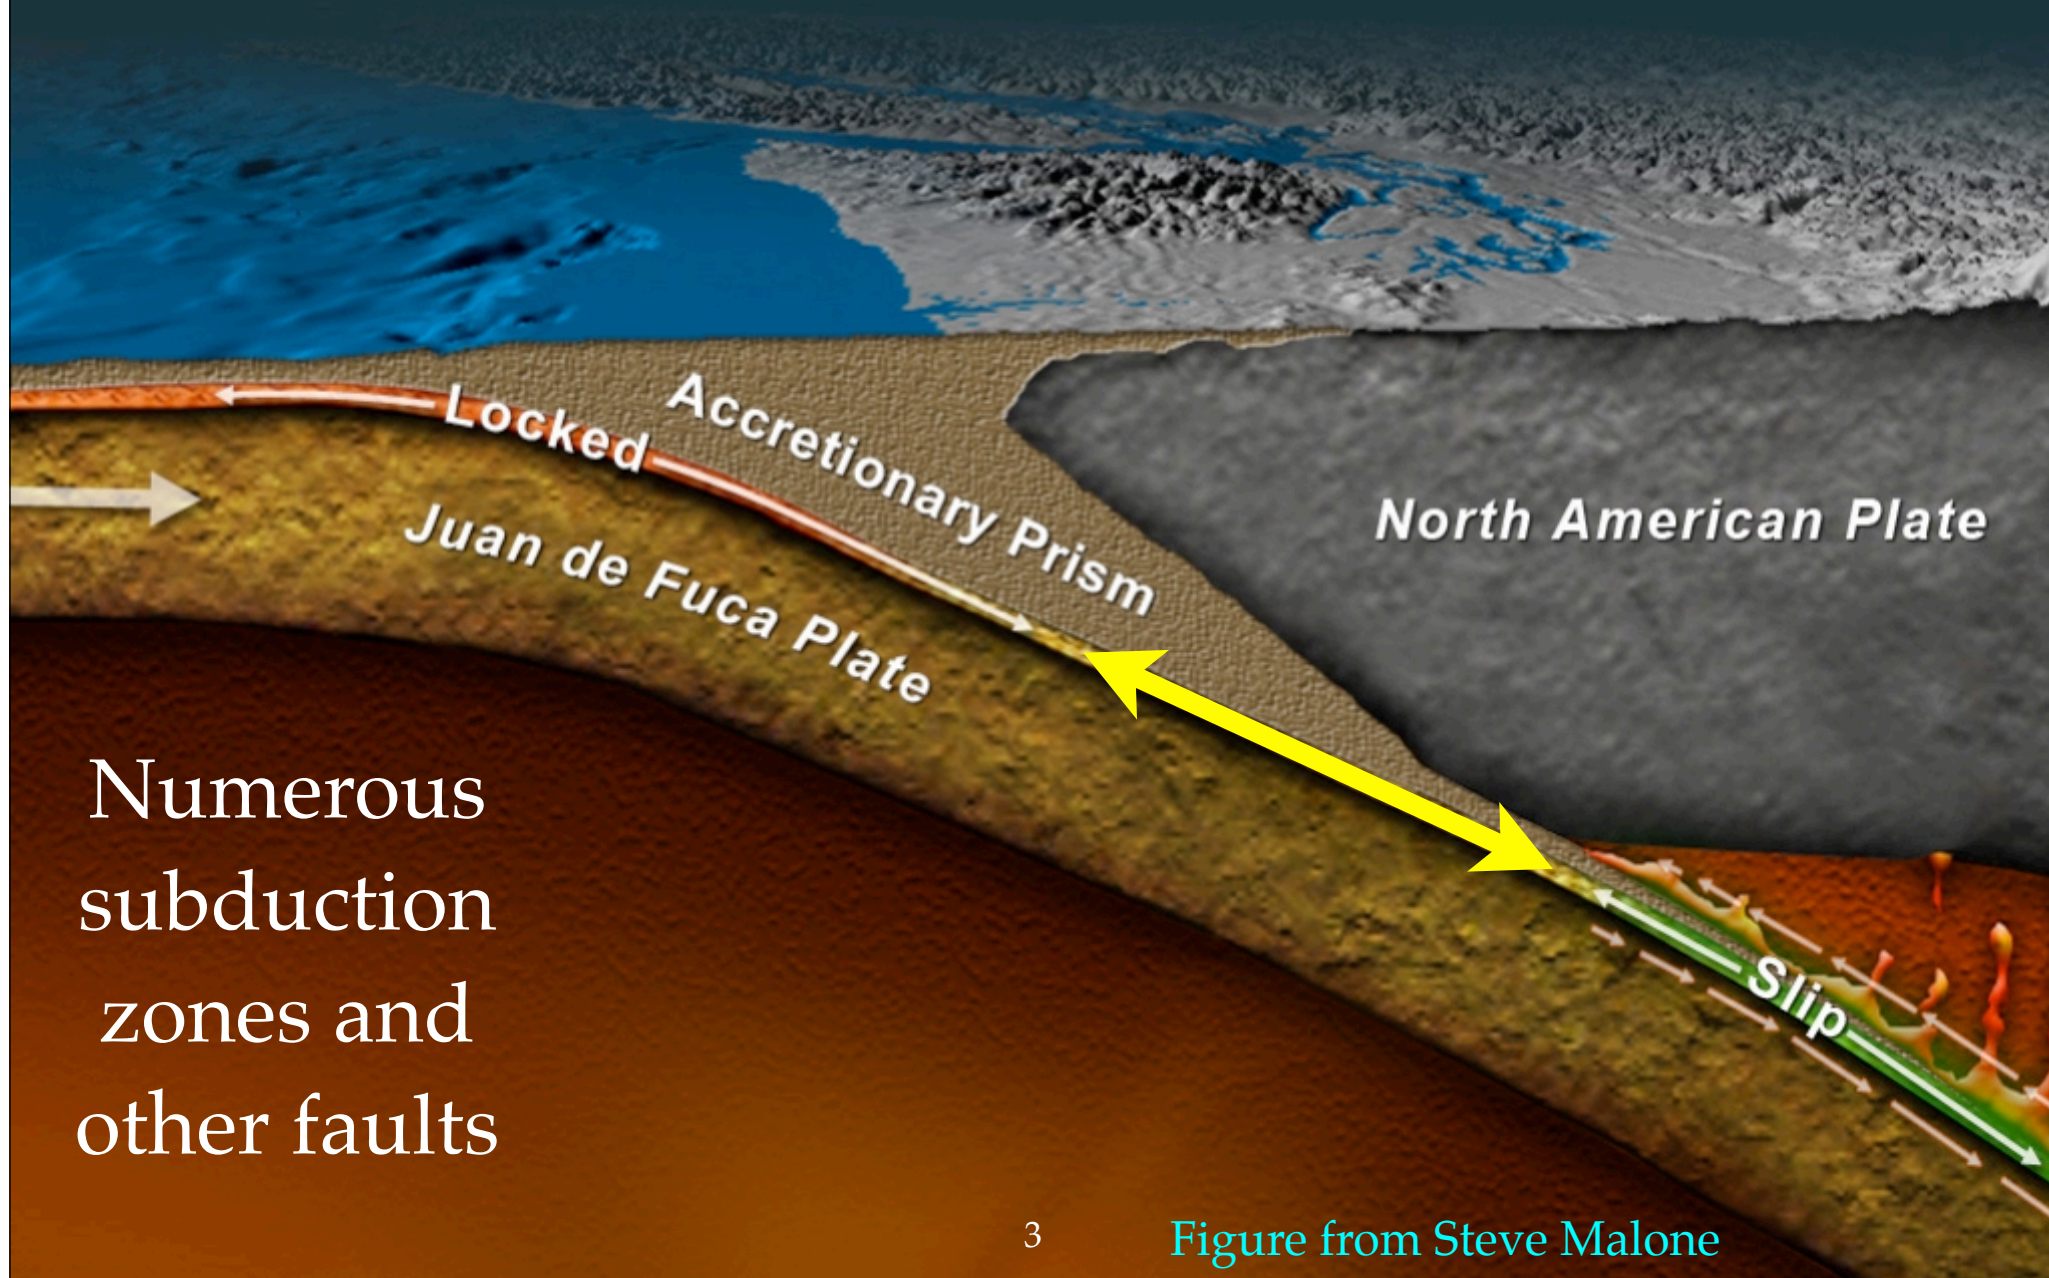 Locked
Accretionary Prism
Juan de Fuca Plate
North American Plate
Slip
Numerous
subduction
zones and
other faults
3
Figure from Steve Malone